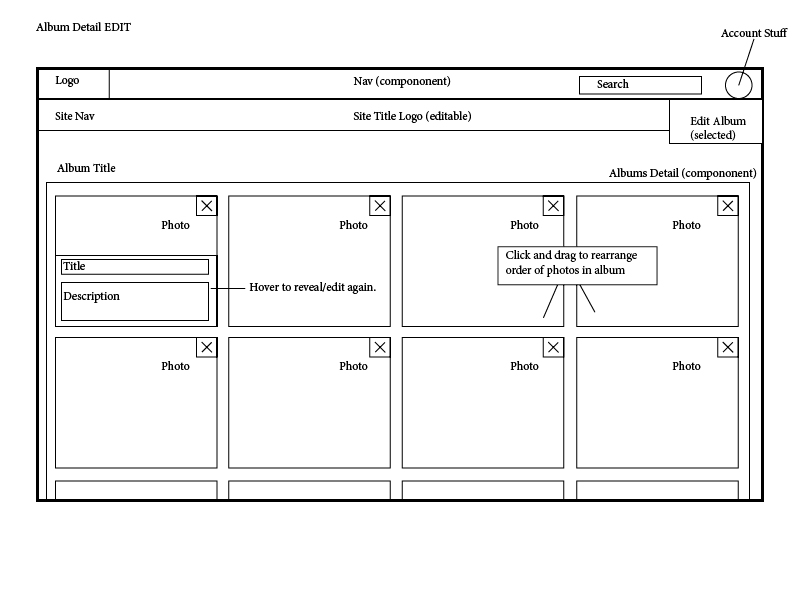 Album Detail EDIT
Account Stuff
Logo
Nav (compononent)
Search
Site Nav
Site Title Logo (editable)
Edit Album
(selected)
Album Title
Albums Detail (compononent)
Photo
Photo
Photo
Photo
Title
Description
Hover to reveal/edit again.
Click and drag to rearrange
order of photos in album
Photo
Photo
Photo
Photo